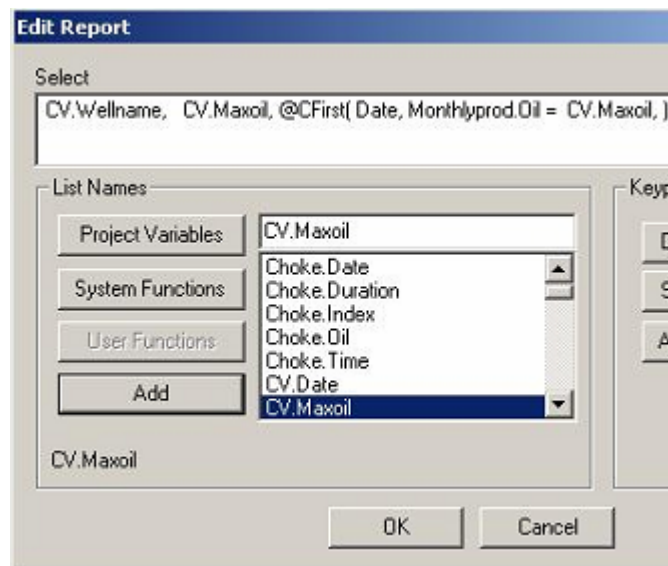 Edit Report
Select
CV.Wellname, CV.Maxoil, @CFirst( Date, Monthlyprod.Oil = CV.Maxoil, )
List Names
Project Variables
CV.Maxoil
System Functions
User Functions
Add
Choke.Date
Choke.Duration
Choke.Index
Choke.Oil
Choke.Time
CV.Date
CV.Maxoil
CV.Maxoil
OK
Cancel